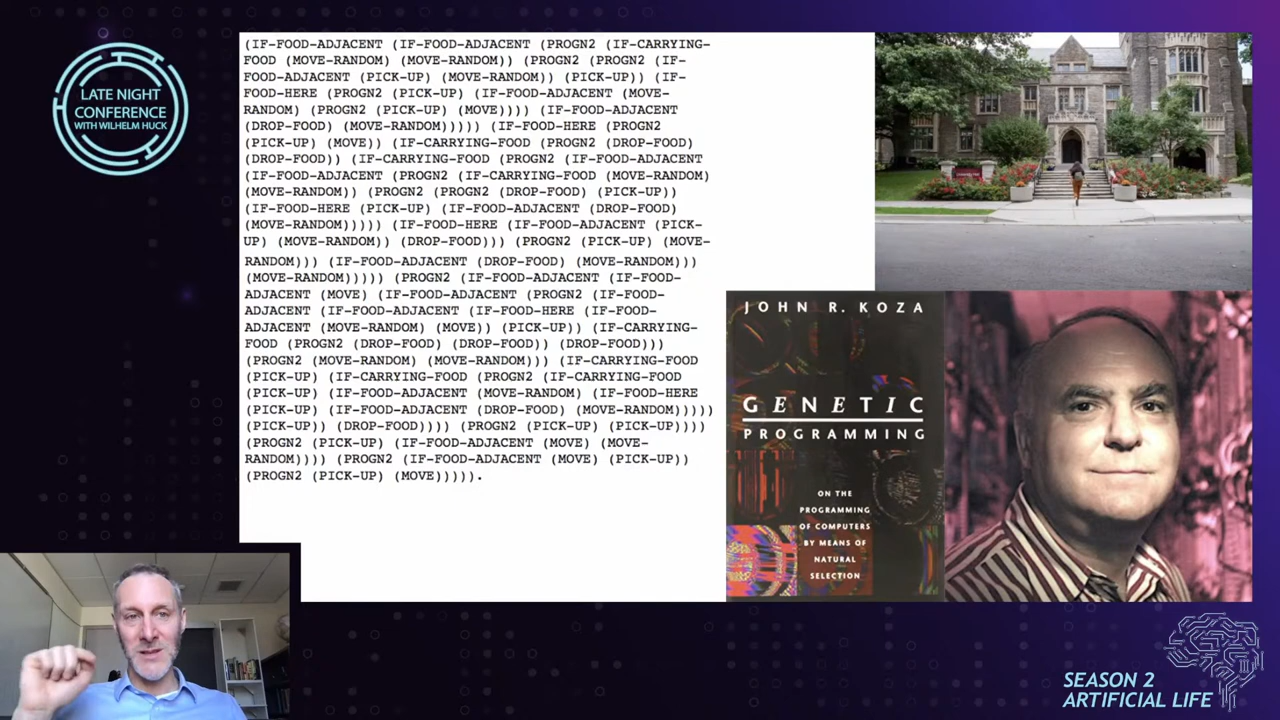 LATE NIGHT
CONFERENCE
WITH WILHELM HUCK
(IF-FOOD-ADJACENT (IF-FOOD-ADJACENT (PROGN2 (IF-CARRYING-
FOOD (MOVE-RANDOM) (MOVE-RANDOM)) (PROGN2 (PROGN2 (IF-
FOOD-ADJACENT (PICK-UP) (MOVE-RANDOM)) (PICK-UP)) (IF-
FOOD-HERE (PROGN2 (PICK-UP) (IF-FOOD-ADJACENT (MOVE-
RANDOM) (PROGN2 (PICK-UP) (MOVE)))) (IF-FOOD-ADJACENT
(DROP-FOOD) (MOVE-RANDOM))))) (IF-FOOD-HERE (PROGN2
(PICK-UP) (MOVE)) (IF-CARRYING-FOOD (PROGN2 (DROP-FOOD)
(DROP-FOOD)) (IF-CARRYING-FOOD (PROGN2 (IF-FOOD-ADJACENT
(IF-FOOD-ADJACENT (PROGN2 (IF-CARRYING-FOOD (MOVE-RANDOM)
(MOVE-RANDOM)) (PROGN2 (PROGN2 (DROP-FOOD) (PICK-UP))
(IF-FOOD-HERE (PICK-UP) (IF-FOOD-ADJACENT (DROP-FOOD)
(MOVE-RANDOM))))) (IF-FOOD-HERE (IF-FOOD-ADJACENT (PICK-
UP) (MOVE-RANDOM)) (DROP-FOOD))) (PROGN2 (PICK-UP) (MOVE-
RANDOM))) (IF-FOOD-ADJACENT (DROP-FOOD) (MOVE-RANDOM)))
(MOVE-RANDOM))))) (PROGN2 (IF-FOOD-ADJACENT (IF-FOOD-
ADJACENT (MOVE) (IF-FOOD-ADJACENT (PROGN2 (IF-FOOD-
ADJACENT (IF-FOOD-ADJACENT (IF-FOOD-HERE (IF-FOOD-
ADJACENT (MOVE-RANDOM) (MOVE)) (PICK-UP)) (IF-CARRYING-
FOOD (PROGN2 (DROP-FOOD) (DROP-FOOD)) (DROP-FOOD)))
(PROGN2 (MOVE-RANDOM) (MOVE-RANDOM))) (IF-CARRYING-FOOD
(PICK-UP) (IF-CARRYING-FOOD (PROGN2 (IF-CARRYING-FOOD
(PICK-UP) (IF-FOOD-ADJACENT (MOVE-RANDOM) (IF-FOOD-HERE
(PICK-UP) (IF-FOOD-ADJACENT (DROP-FOOD) (MOVE-RANDOM)))))
(PICK-UP)) (DROP-FOOD)))) (PROGN2 (PICK-UP) (PICK-UP))))
(PROGN2 (PICK-UP) (IF-FOOD-ADJACENT (MOVE) (MOVE-
RANDOM)))) (PROGN2 (IF-FOOD-ADJACENT (MOVE) (PICK-UP))
(PROGN2 (PICK-UP) (MOVE))))).
JOHN R. KOZA
GENETIC
PROGRAMMING
ON THE
PROGRAMMING
OF COMPUTERS
BY MEANS OF
NATURAL
SELECTION
SEASON 2
ARTIFICIAL LIFE